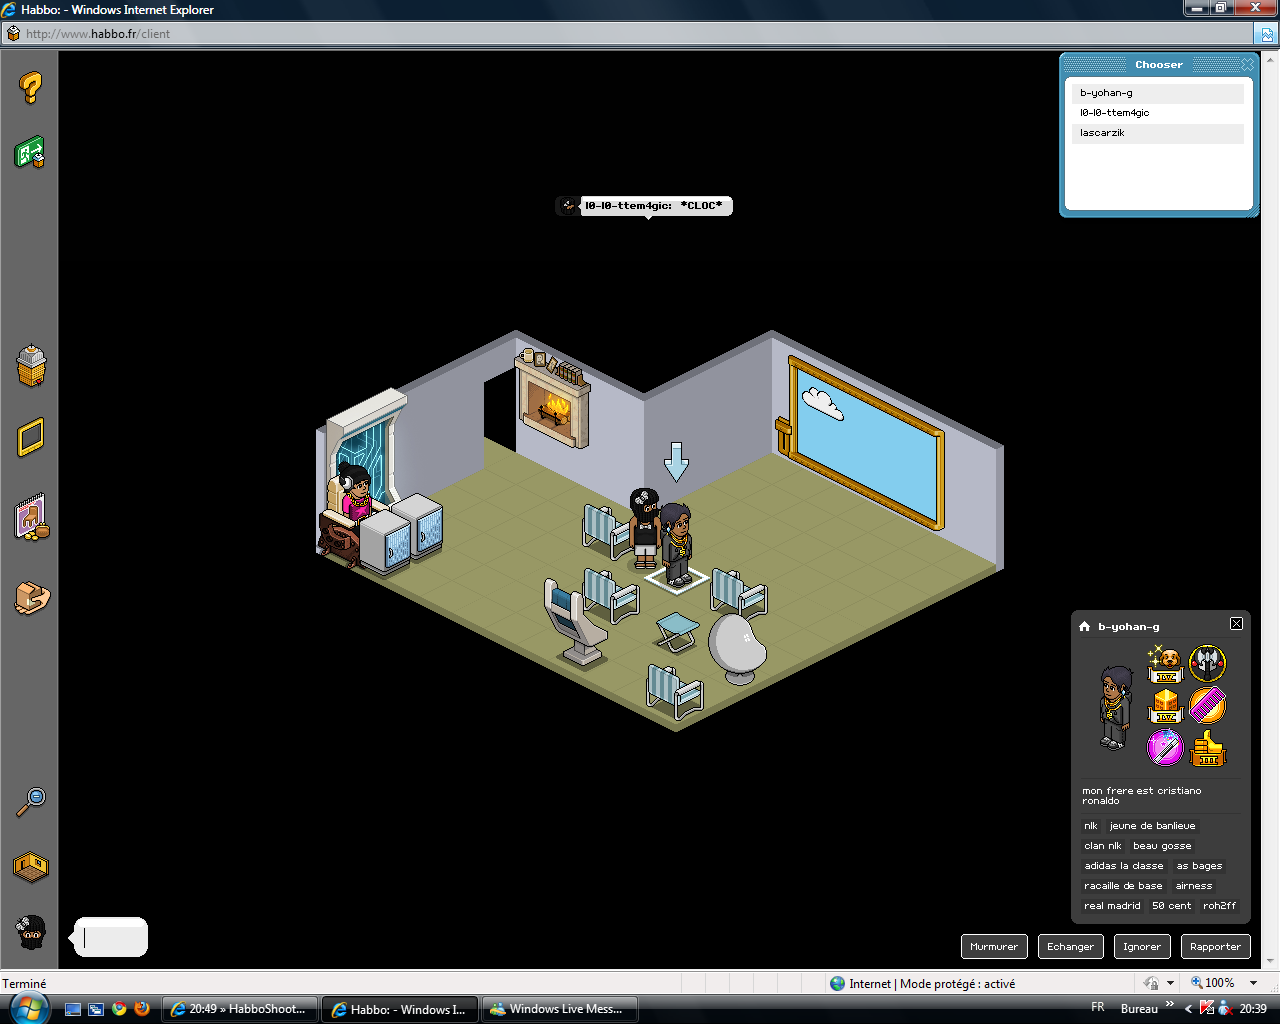 Habbo: - Windows Internet Explorer
http://www.habbo.fr/client
Chooser
b-yohan-g
l0-l0-ttem4gic
lascarzik
l0-l0-ttem4gic: *CLOC*
b-yohan-g
mon frere est cristiano
ronaldo
nlk jeune de banlieue
clan nlk beau gosse
adidas la classe as bages
racaille de base airness
real madrid 50 cent roh2ff
Murmurer Echanger Ignorer Rapporter
Terminé Internet | Mode protégé : activé 100%
20:49 » HabboShoot... Habbo: - Windows I... Windows Live Mess... FR Bureau » 20:39